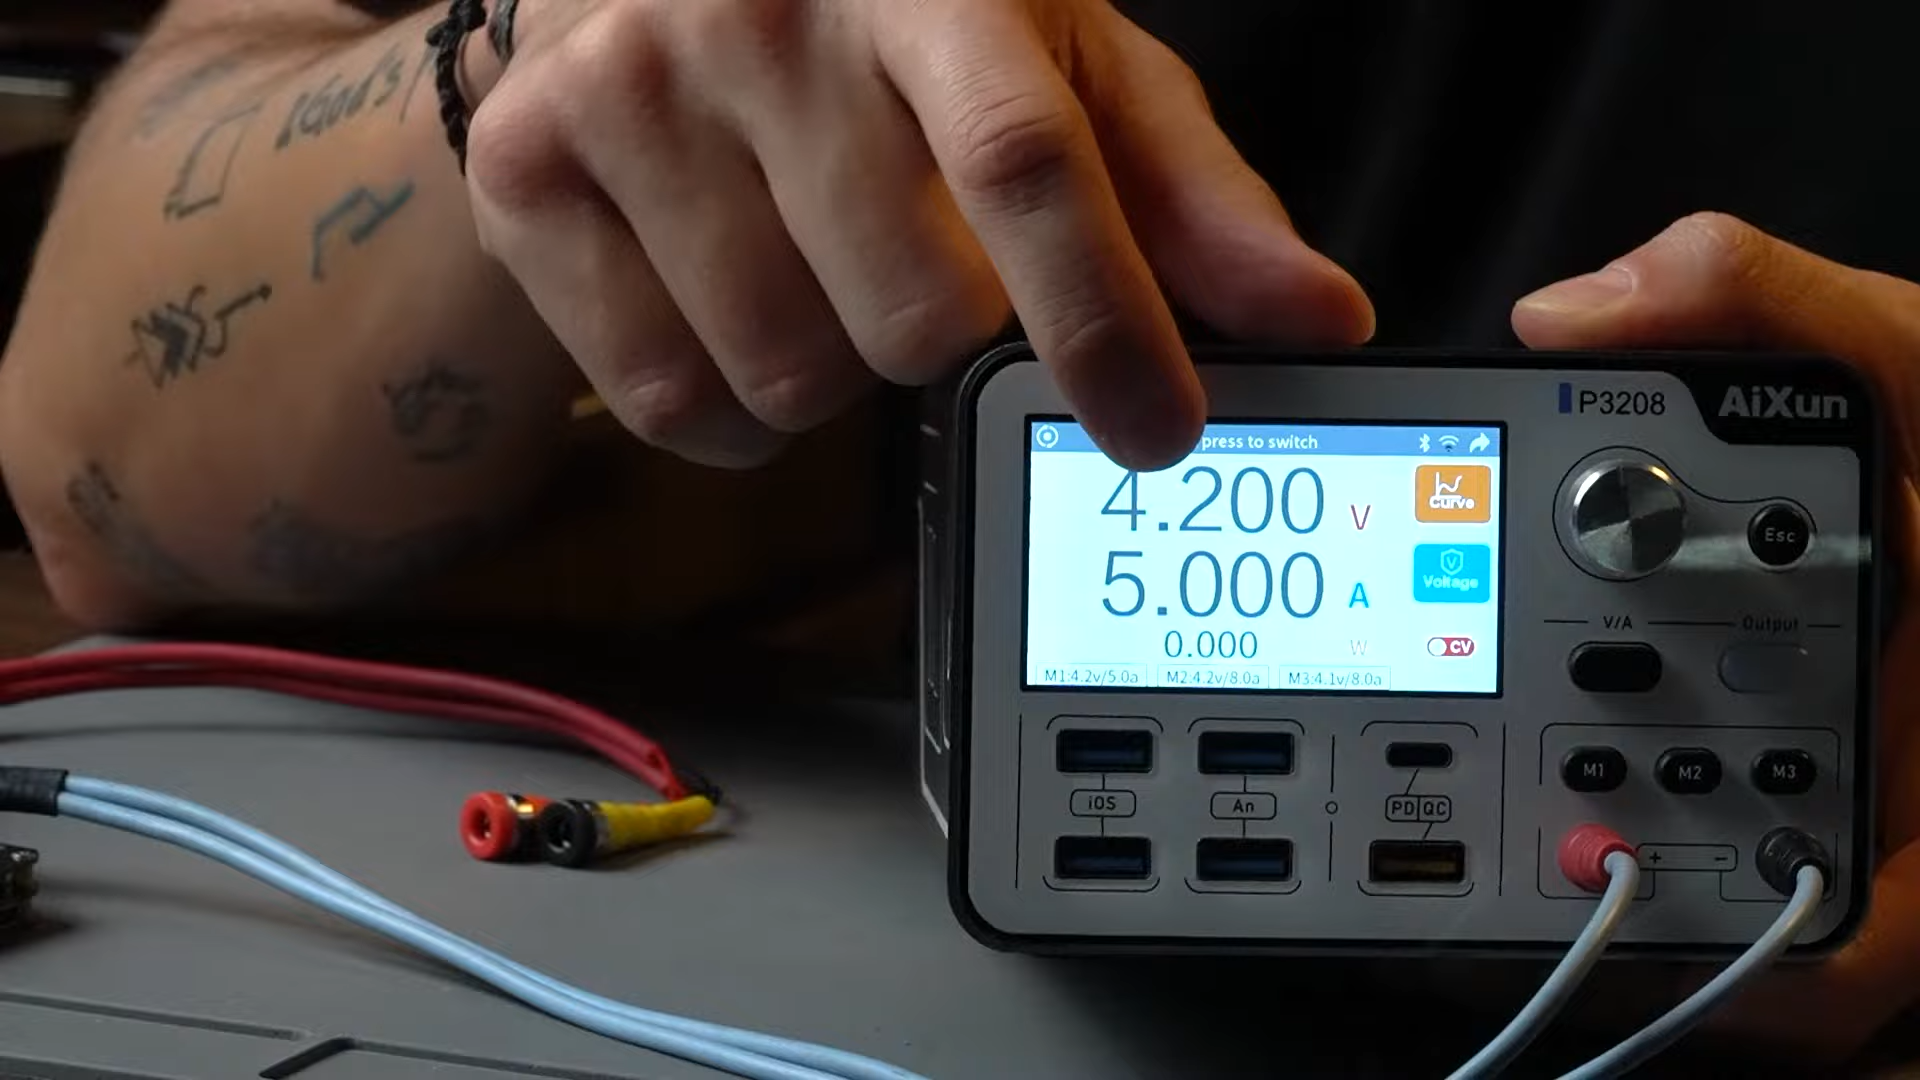 P3208 AiXun
press to switch
4.200 V
Curve
5.000 A
Voltage
0.000 W
CV
M1:4.2v/5.0a M2:4.2v/8.0a M3:4.1v/8.0a
Esc
V/A Output
M1 M2 M3
iOS An PD QC
+ -